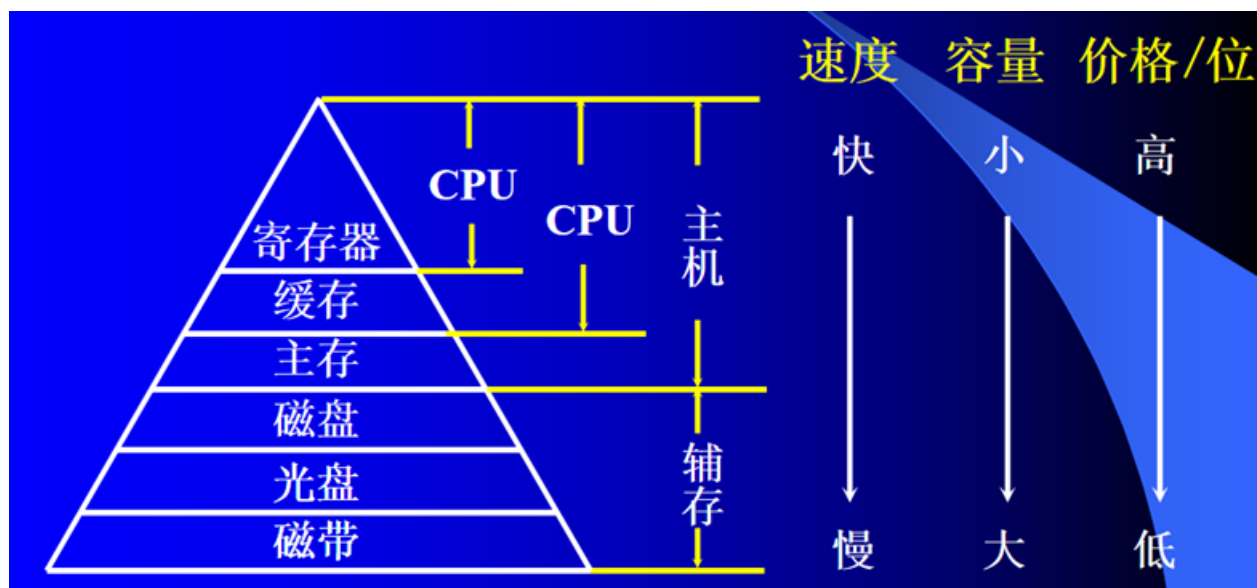 速度 容量 价格/位
快 小 高
CPU
CPU
主机
寄存器
缓存
主存
磁盘
辅存
光盘
磁带
慢 大 低